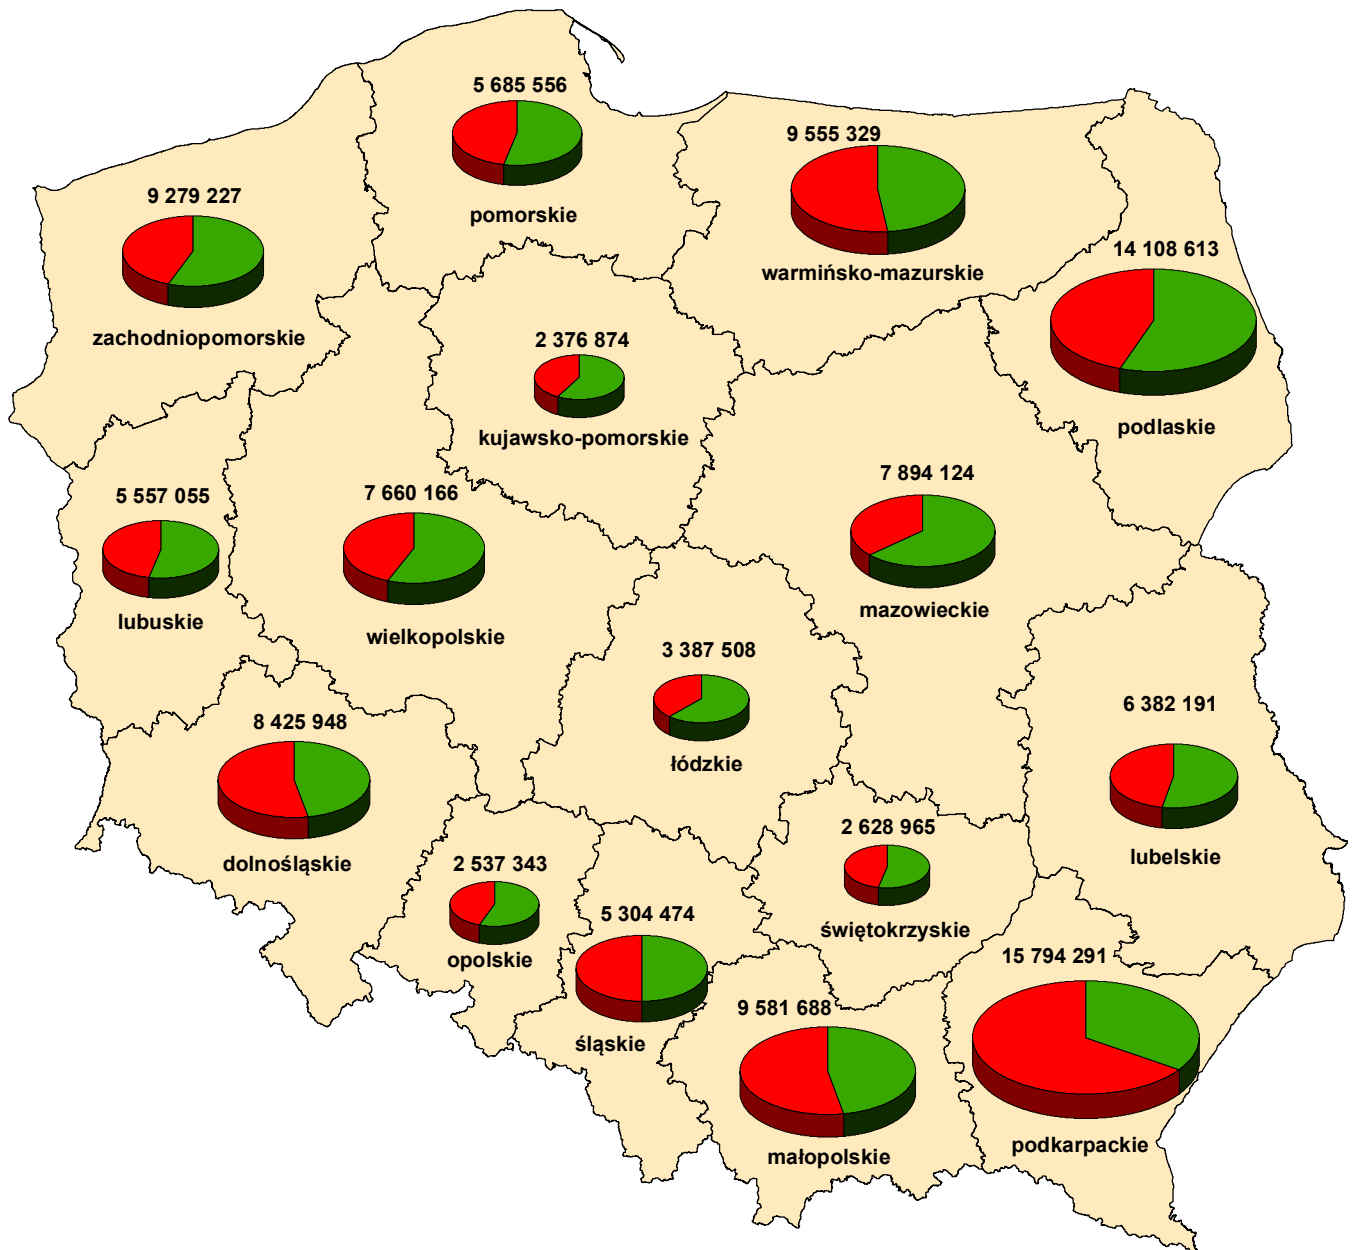 5 685 556
pomorskie
9 555 329
warmińsko-mazurskie
9 279 227
zachodniopomorskie
14 108 613
podlaskie
2 376 874
kujawsko-pomorskie
5 557 055
lubuskie
7 660 166
wielkopolskie
7 894 124
mazowieckie
3 387 508
łódzkie
6 382 191
lubelskie
8 425 948
dolnośląskie
2 537 343
opolskie
5 304 474
śląskie
2 628 965
świętokrzyskie
9 581 688
małopolskie
15 794 291
podkarpackie